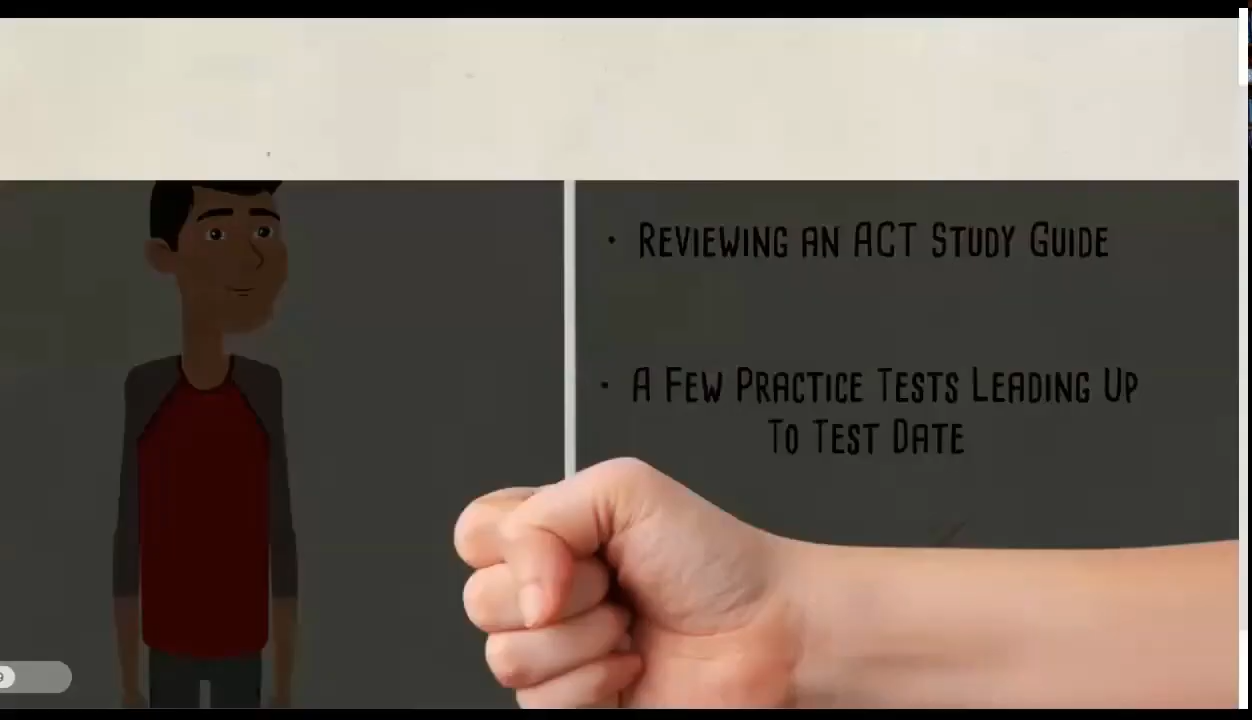 · Reviewing an ACT Study Guide
· A Few Practice Tests Leading Up
To Test Date